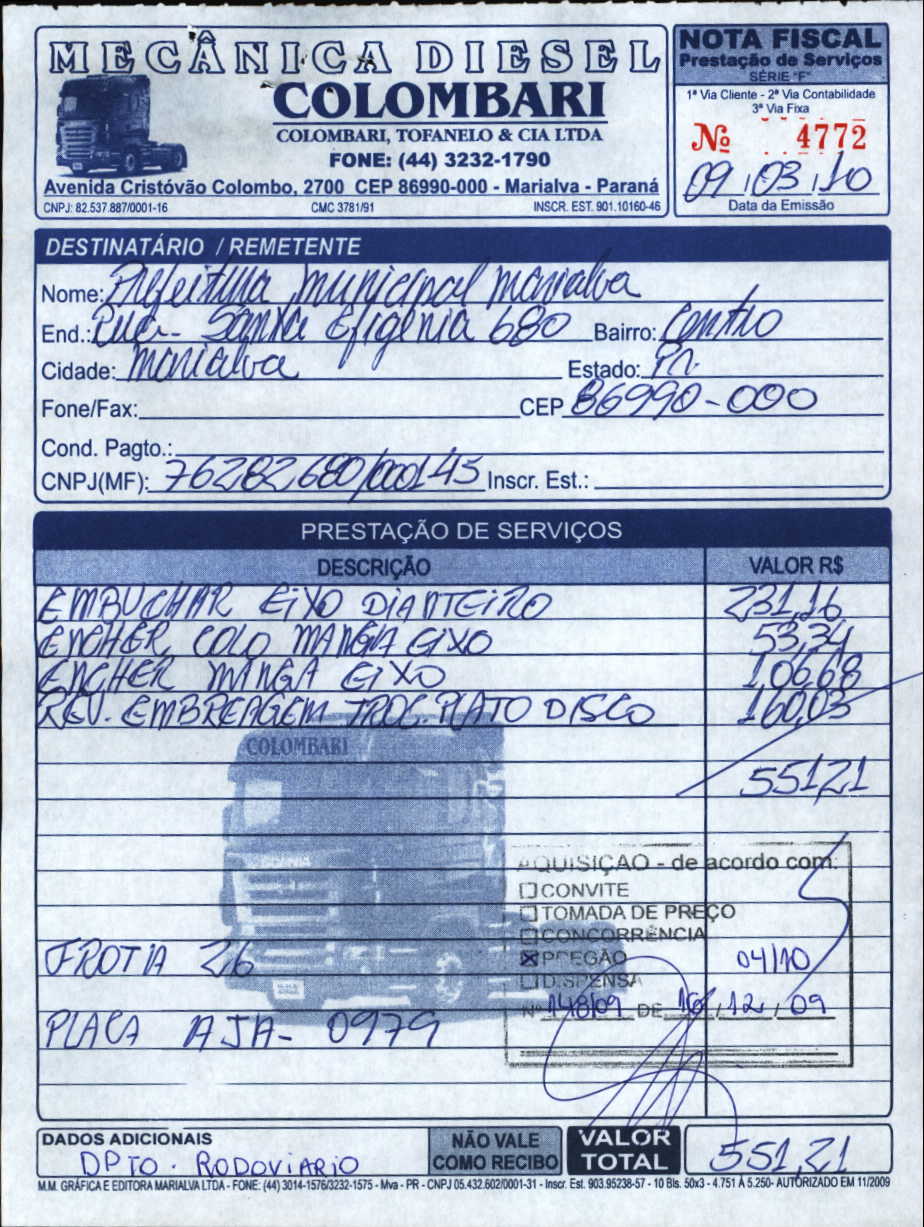 MECÂNICA DIESEL
COLOMBARI
COLOMBARI, TOFANELO & CIA LTDA
FONE: (44) 3232-1790
Avenida Cristóvão Colombo, 2700 CEP 86990-000 - Marialva - Paraná
CNPJ: 82.537.887/0001-16 CMC 3781/91 INSCR. EST. 901.10160-46
NOTA FISCAL
Prestação de Serviços
SÉRIE "F"
1ª Via Cliente - 2ª Via Contabilidade
3ª Via Fixa
Nº 4772
09/03/10
Data da Emissão
DESTINATÁRIO / REMETENTE
Nome: Prefeitura municipal marialva
End.: Rua - Santa Efigenia 680 Bairro: Centro
Cidade: Marialva Estado: Pr.
Fone/Fax: CEP 86990-000
Cond. Pagto.:
CNPJ(MF): 76282680/000145 Inscr. Est.:
PRESTAÇÃO DE SERVIÇOS
DESCRIÇÃO VALOR R$
EMBUCHAR EIXO DIANTEIRO 231,16
ENCHER COLO MANGA EIXO 53,34
ENCHER MANGA EIXO 106,68
REV. EMBREAGEM TROC. PLATO DISCO 160,03
COLOMBARI
551,21
SCANIA
AQUISIÇÃO - de acordo com:
CONVITE
TOMADA DE PREÇO
CONCORRÊNCIA
FROTA 26
PREGÃO 04/10
DISPENSA
Nº 148/09 DE 16/12/09
PLACA AJA-0979
DADOS ADICIONAIS
DPTO. RODOVIARIO
NÃO VALE
COMO RECIBO
VALOR
TOTAL
551,21
M.M. GRÁFICA E EDITORA MARIALVA LTDA - FONE: (44) 3014-1576/3232-1575 - Mva - PR - CNPJ 05.432.602/0001-31 - Inscr. Est. 903.95238-57 - 10 Bls. 50x3 - 4.751 À 5.250- AUTORIZADO EM 11/2009